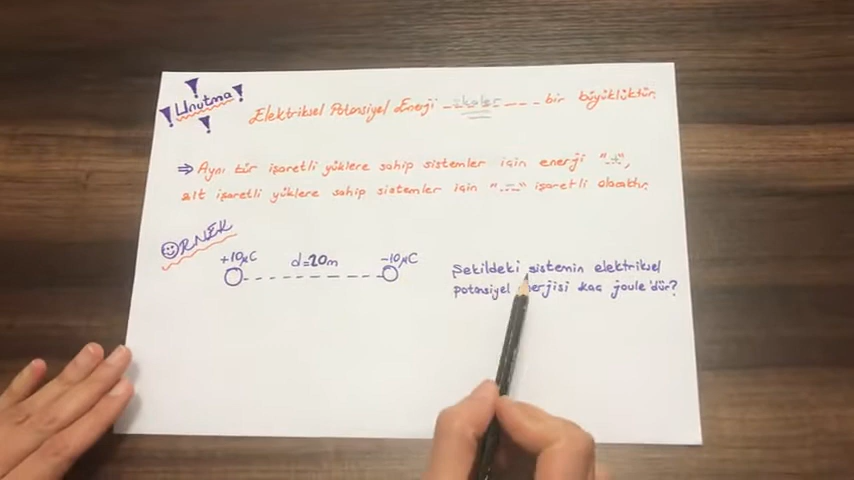 Unutma
Elektriksel Potansiyel Enerji skaler bir büyüklüktür.
⇒ Aynı tür işaretli yüklere sahip sistemler için enerji "+",
zıt işaretli yüklere sahip sistemler için "-" işaretli olacaktır.
ÖRNEK
+10μC d=20m -10μC
Şekildeki sistemin elektriksel
potansiyel enerjisi kaç joule'dür?